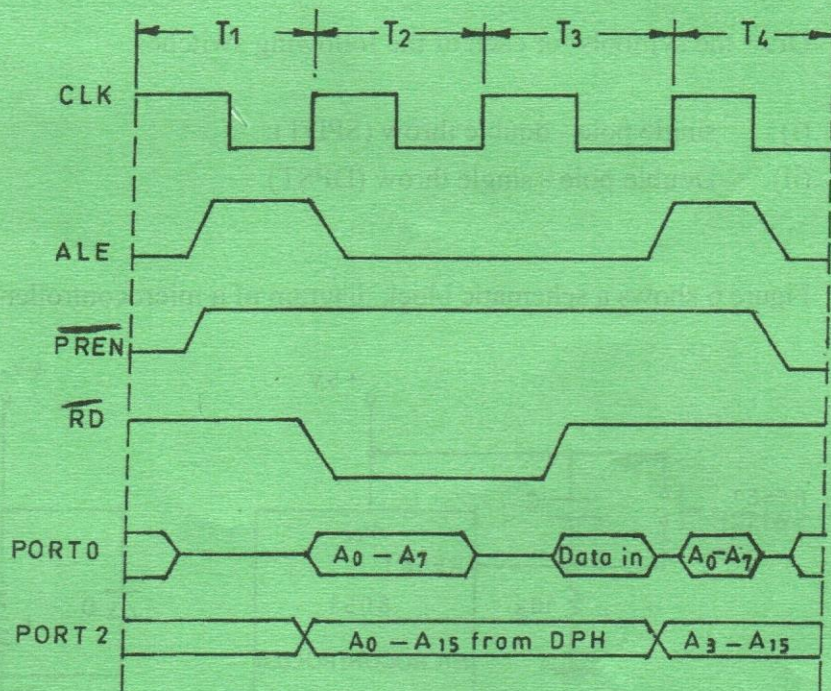 T1 T2 T3 T4
CLK
ALE
PREN
RD
PORT0 A0 – A7 Data in A0-A7
PORT 2 A0 – A15 from DPH A3 – A15